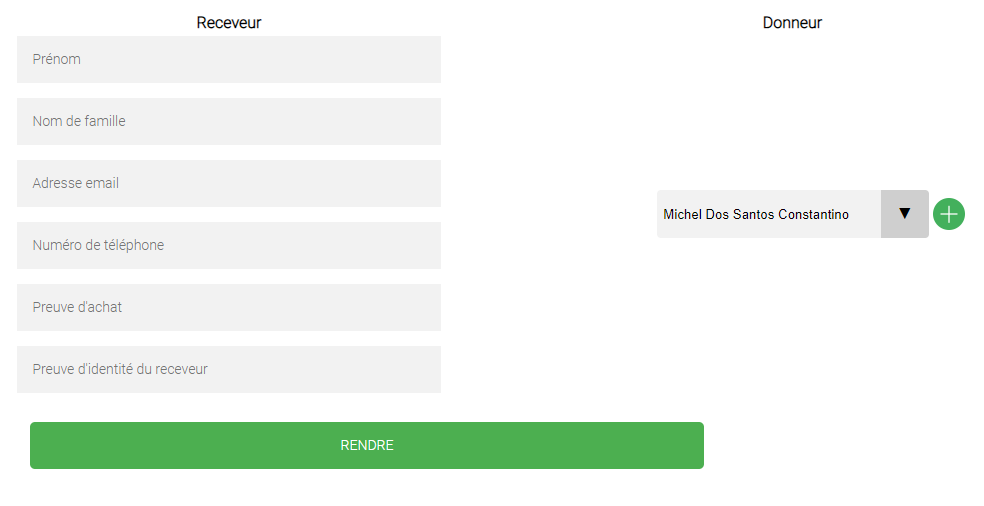 Receveur
Donneur
Prénom
Nom de famille
Adresse email
Numéro de téléphone
Preuve d'achat
Preuve d'identité du receveur
Michel Dos Santos Constantino
RENDRE